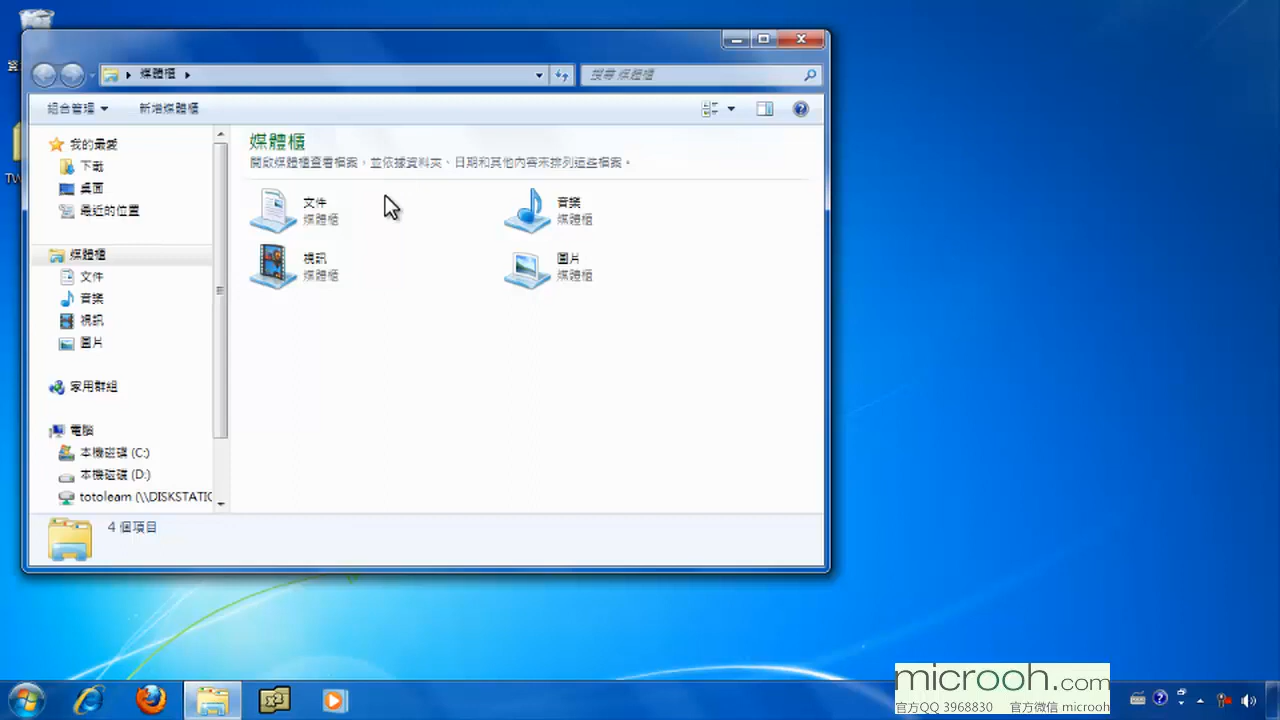 媒體櫃
搜尋 媒體櫃
組合管理
新增媒體櫃
我的最愛
下載
桌面
最近的位置
媒體櫃
文件
音樂
視訊
圖片
家用群組
電腦
本機磁碟 (C:)
本機磁碟 (D:)
totoleam (\\DISKSTATIO
媒體櫃
開啟媒體櫃查看檔案，並依據資料夾、日期和其他內容來排列這些檔案。
文件
媒體櫃
音樂
媒體櫃
視訊
媒體櫃
圖片
媒體櫃
4 個項目
TW
microoh.com
官方QQ 3968830 官方微信 microoh